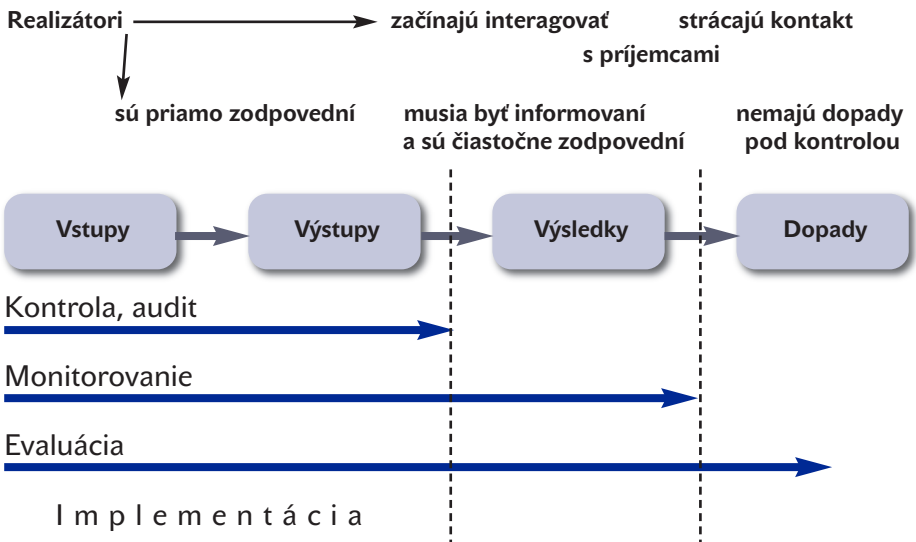 Realizátori začínajú interagovať strácajú kontakt
s príjemcami
sú priamo zodpovední musia byť informovaní nemajú dopady
a sú čiastočne zodpovední pod kontrolou
Vstupy Výstupy Výsledky Dopady
Kontrola, audit
Monitorovanie
Evaluácia
Implementácia